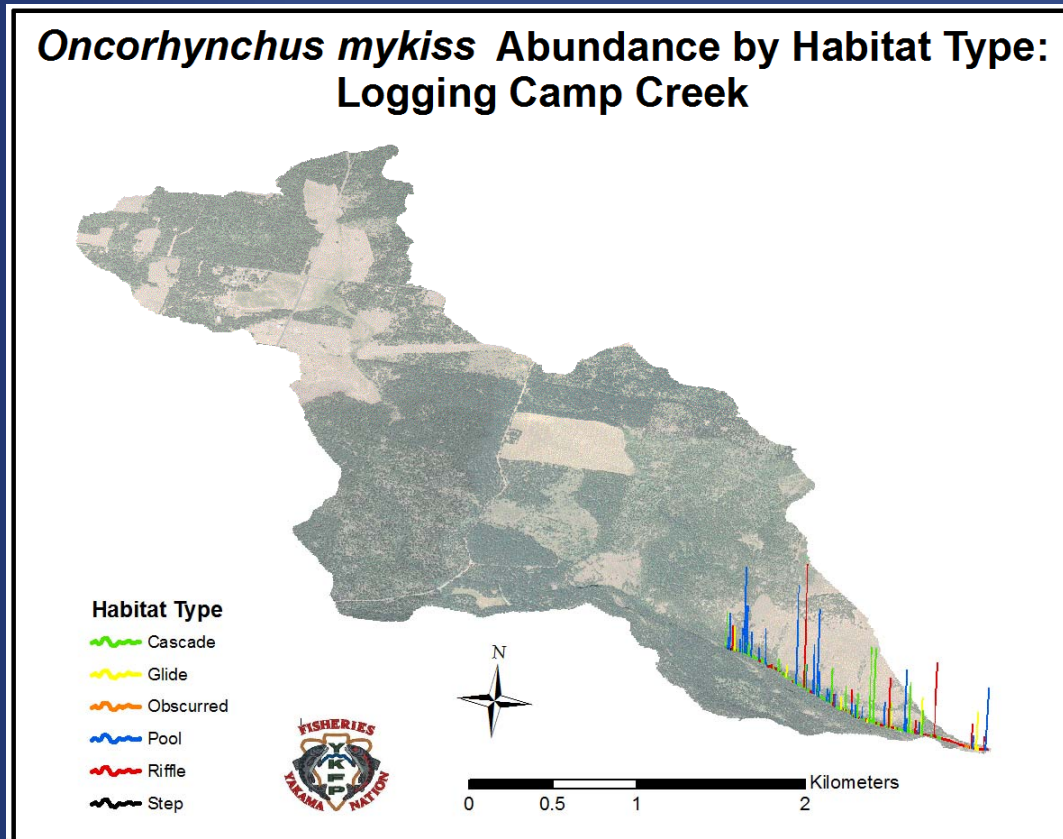 Oncorhynchus mykiss Abundance by Habitat Type:
Logging Camp Creek
Habitat Type
Cascade
Glide
Obscurred
Pool
Riffle
Step
N
FISHERIES
YKFP
YAKAMA NATION
Kilometers
0 0.5 1 2